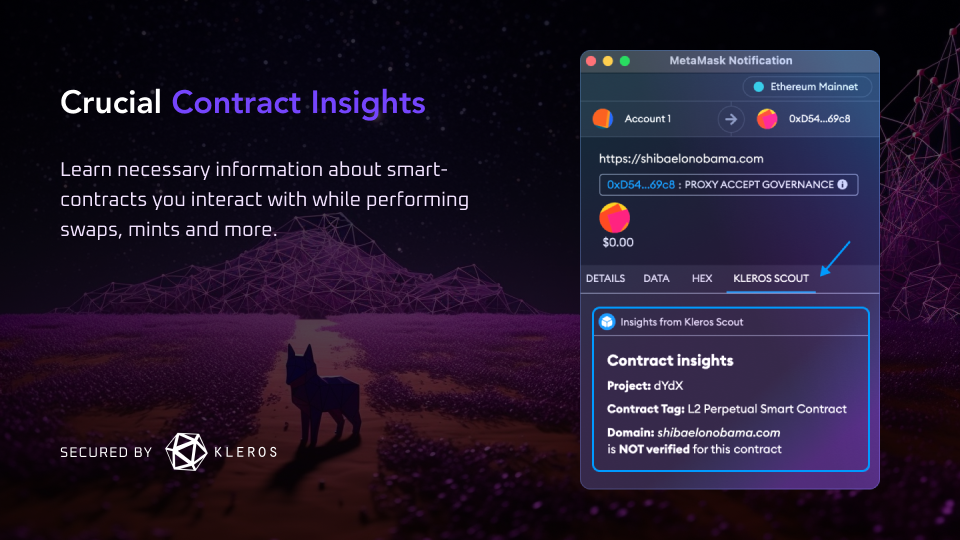 Crucial Contract Insights
Learn necessary information about smart-
contracts you interact with while performing
swaps, mints and more.
SECURED BY KLEROS
MetaMask Notification
Ethereum Mainnet
Account 1
0xD54...69c8
https://shibaelonobama.com
0xD54...69c8 : PROXY ACCEPT GOVERNANCE
$0.00
DETAILS DATA HEX KLEROS SCOUT
Insights from Kleros Scout
Contract insights
Project: dYdX
Contract Tag: L2 Perpetual Smart Contract
Domain: shibaelonobama.com
is NOT verified for this contract